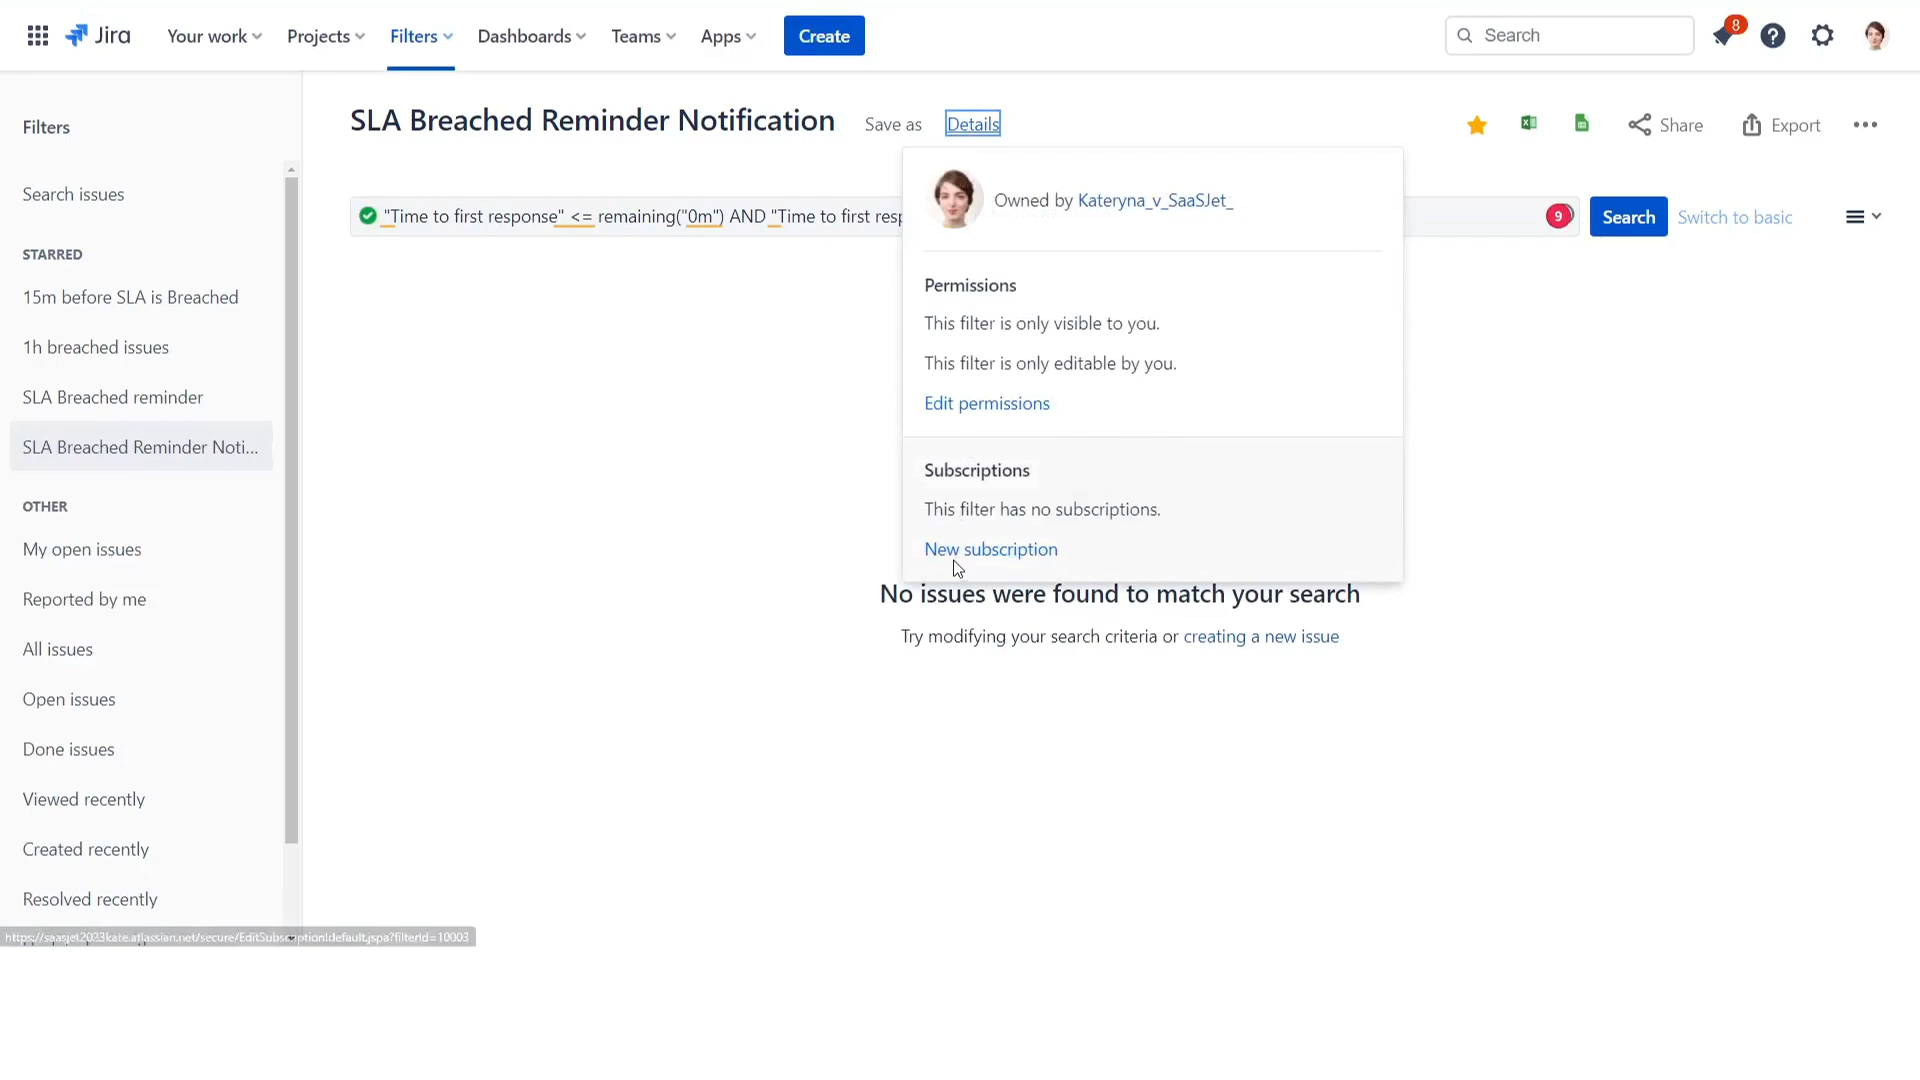 Jira
Your work
Projects
Filters
Dashboards
Teams
Apps
Create
Search
8
Filters
Search issues
STARRED
15m before SLA is Breached
1h breached issues
SLA Breached reminder
SLA Breached Reminder Noti...
OTHER
My open issues
Reported by me
All issues
Open issues
Done issues
Viewed recently
Created recently
Resolved recently
https://saasjet2023kate.atlassian.net/secure/EditSubscription!default.jspa?filterId=10003
SLA Breached Reminder Notification
Save as
Details
Share
Export
"Time to first response" <= remaining("0m") AND "Time to first resp
9
Search
Switch to basic
Owned by Kateryna_v_SaaSJet_
Permissions
This filter is only visible to you.
This filter is only editable by you.
Edit permissions
Subscriptions
This filter has no subscriptions.
New subscription
No issues were found to match your search
Try modifying your search criteria or creating a new issue